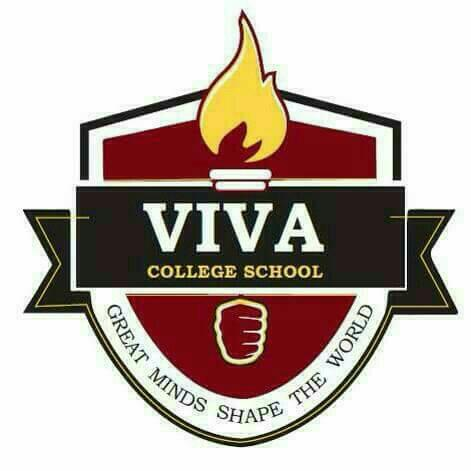 VIVA
COLLEGE SCHOOL
GREAT MINDS SHAPE THE WORLD